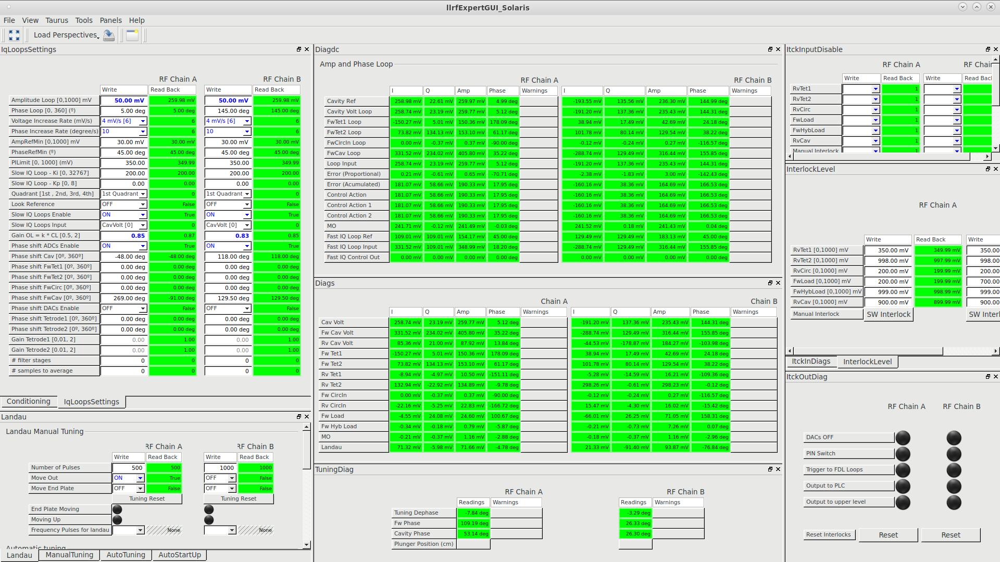 llrfExpertGUI_Solaris
File View Taurus Tools Panels Help
Load Perspectives
IqLoopsSettings
RF Chain A RF Chain B
Write Read Back Write Read Back
Amplitude Loop [0,1000] mV 50.00 mV 259.98 mV 50.00 mV 259.98 mV
Phase Loop [0, 360] (º) 5.00 deg 5.00 deg 145.00 deg 145.00 deg
Voltage Increase Rate (mV/s) 4 mV/s [6] 6 4 mV/s [6] 6
Phase Increase Rate (degree/s) 10 6 10 6
AmpRefMin [0,1000] mV 30.00 mV 30.00 mV 30.00 mV 30.00 mV
PhaseRefMin (º) 45.00 deg 45.00 deg 45.00 deg 45.00 deg
PILimit [0, 1000] (mV) 350.00 349.99 350.00 349.99
Slow IQ Loop - Ki [0, 32767] 200.00 200.00 200.00 200.00
Slow IQ Loop - Kp [0, 8] 0.00 0.00 0.00 0.00
Quadrant [1st , 2nd, 3rd, 4th] 1st Quadrant 0 1st Quadrant 0
Look Reference OFF False OFF False
Slow IQ Loops Enable ON True ON True
Slow IQ Loops Input CavVolt [0] 0 CavVolt [0] 0
Gain OL = k * CL [0.5, 2] 0.85 0.87 0.83 0.85
Phase shift ADCs Enable ON True ON True
Phase shift Cav [0º, 360º] -48.00 deg -48.00 deg 118.00 deg 118.00 deg
Phase shift FwTet1 [0º, 360º] 0.00 deg 0.00 deg 0.00 deg 0.00 deg
Phase shift FwTet2 [0º, 360º] 0.00 deg 0.00 deg 0.00 deg 0.00 deg
Phase shift FwCirc [0º, 360º] 0.00 deg 0.00 deg 0.00 deg 0.00 deg
Phase shift FwCav [0º, 360º] 269.00 deg -91.00 deg 129.50 deg 129.50 deg
Phase shift DACs Enable OFF False OFF False
Phase shift Tetrode1 [0º, 360º] 0.00 deg 0.00 deg 0.00 deg 0.00 deg
Phase shift Tetrode2 [0º, 360º] 0.00 deg 0.00 deg 0.00 deg 0.00 deg
Gain Tetrode1 [0,01, 2] 0.00 1.00 0.00 1.00
Gain Tetrode2 [0.01, 2] 0.00 1.00 0.00 1.00
# filter stages 0 0 0 0
# samples to average 0 0 0 0
Conditioning IqLoopsSettings
Landau
Landau Manual Tuning
RF Chain A RF Chain B
Write Read Back Write Read Back
Number of Pulses 500 500 1000 1000
Move Out ON True OFF False
Move End Plate OFF False OFF False
Tuning Reset Tuning Reset
End Plate Moving
Moving Up
Frequency Pulses for landau None None
Automatic tuning
Landau ManualTuning AutoTuning AutoStartUp
Diagdc
Amp and Phase Loop
RF Chain A RF Chain B
I Q Amp Phase Warnings I Q Amp Phase Warnings
Cavity Ref 258.98 mV 22.61 mV 259.97 mV 4.99 deg -193.55 mV 135.56 mV 236.30 mV 144.99 deg
Cavity Volt Loop 258.74 mV 23.19 mV 259.77 mV 5.12 deg -191.20 mV 137.36 mV 235.43 mV 144.31 deg
FwTet1 Loop -150.27 mV 5.01 mV 150.36 mV 178.09 deg 38.94 mV 17.49 mV 42.69 mV 24.18 deg
FwTet2 Loop 73.82 mV 134.13 mV 153.10 mV 61.17 deg 101.78 mV 80.14 mV 129.54 mV 38.22 deg
FwCircIn Loop 0.00 mV -0.37 mV 0.37 mV -90.00 deg -0.12 mV -0.24 mV 0.27 mV -116.57 deg
FwCav Loop 331.52 mV 234.02 mV 405.80 mV 35.22 deg -288.74 mV 129.49 mV 316.44 mV 155.85 deg
Loop Input 258.74 mV 23.19 mV 259.77 mV 5.12 deg -191.20 mV 137.36 mV 235.43 mV 144.31 deg
Error (Proportional) 0.21 mV -0.61 mV 0.65 mV -70.71 deg -2.38 mV -1.83 mV 3.00 mV -142.43 deg
Error (Acumulated) 181.07 mV 58.66 mV 190.33 mV 17.95 deg -160.16 mV 38.36 mV 164.69 mV 166.53 deg
Control Action 181.07 mV 58.66 mV 190.33 mV 17.95 deg -160.16 mV 38.36 mV 164.69 mV 166.53 deg
Control Action 1 181.07 mV 58.66 mV 190.33 mV 17.95 deg -160.16 mV 38.36 mV 164.69 mV 166.53 deg
Control Action 2 181.07 mV 58.66 mV 190.33 mV 17.95 deg -160.16 mV 38.36 mV 164.69 mV 166.53 deg
MO 241.71 mV -0.12 mV 241.49 mV -0.03 deg 241.52 mV 0.18 mV 241.43 mV 0.04 deg
Fast IQ Loop Ref 109.01 mV 109.01 mV 154.17 mV 45.00 deg 129.49 mV 129.49 mV 183.13 mV 45.00 deg
Fast IQ Loop Input 331.52 mV 109.01 mV 348.99 mV 18.20 deg -288.74 mV 129.49 mV 316.44 mV 155.85 deg
Fast IQ Control Out 0.00 mV 0.00 mV 0.00 mV 0.00 deg 0.00 mV 0.00 mV 0.00 mV 0.00 deg
Diags
Chain A Chain B
I Q Amp Phase Warnings I Q Amp Phase Warnings
Cav Volt 258.74 mV 23.19 mV 259.77 mV 5.12 deg -191.20 mV 137.36 mV 235.43 mV 144.31 deg
Fw Cav Volt 331.52 mV 234.02 mV 405.80 mV 35.22 deg -288.74 mV 129.49 mV 316.44 mV 155.85 deg
Rv Cav Volt 85.36 mV 21.00 mV 87.92 mV 13.84 deg -44.53 mV -178.87 mV 184.27 mV -103.98 deg
Fw Tet1 -150.27 mV 5.01 mV 150.36 mV 178.09 deg 38.94 mV 17.49 mV 42.69 mV 24.18 deg
Fw Tet2 73.82 mV 134.13 mV 153.10 mV 61.17 deg 101.78 mV 80.14 mV 129.54 mV 38.22 deg
Rv Tet1 -8.94 mV -4.97 mV 10.50 mV -151.11 deg -5.28 mV -14.59 mV 16.21 mV -109.36 deg
Rv Tet2 132.94 mV -22.92 mV 134.89 mV -9.78 deg 298.26 mV -0.61 mV 298.23 mV -0.12 deg
Fw CircIn 0.00 mV -0.37 mV 0.37 mV -90.00 deg -0.12 mV -0.24 mV 0.27 mV -116.57 deg
Rv CircIn -22.16 mV -5.25 mV 22.83 mV -166.72 deg 15.47 mV -4.30 mV 16.02 mV -15.42 deg
Fw Load -4.55 mV 24.08 mV 24.60 mV 100.67 deg -66.01 mV 26.25 mV 71.05 mV 158.31 deg
Fw Hyb Load -0.34 mV -0.18 mV 0.79 mV -5.87 deg -0.21 mV -0.73 mV 7.26 mV 0.07 deg
MO -0.21 mV -0.37 mV 1.16 mV -2.88 deg -0.18 mV -0.37 mV 1.16 mV -2.96 deg
Landau 71.32 mV -5.98 mV 71.66 mV -4.78 deg 21.33 mV -91.40 mV 93.87 mV -76.84 deg
TuningDiag
RF Chain A RF Chain B
Readings Warnings Readings Warnings
Tuning Dephase -7.84 deg -3.29 deg
Fw Phase 109.19 deg 26.33 deg
Cavity Phase 53.14 deg 26.30 deg
Plunger Position (cm)
ItckInputDisable
RF Chain A RF Chair
Write Read Back Write Read Bac
RvTet1 1
RvTet2 1
RvCirc 1
FwLoad 1
FwHybLoad 1
RvCav 1
Manual Interlock 1
InterlockLevel
RF Chain A
Write Read Back Write
RvTet1 [0,1000] mV 350.00 mV 349.99 mV 350.00
RvTet2 [0,1000] mV 998.00 mV 997.99 mV 998.00
RvCirc [0,1000] mV 200.00 mV 199.99 mV 200.00
FwLoad [0,1000] mV 200.00 mV 199.99 mV 700.00
FwHybLoad [0,1000] mV 999.00 mV 998.99 mV 999.00
RvCav [0,1000] mV 900.00 mV 899.99 mV 900.00
Manual Interlock SW Interlock SW Interl
ItckInDiags InterlockLevel
ItckOutDiag
RF Chain A RF Chain B
DACs OFF
PIN Switch
Trigger to FDL Loops
Output to PLC
Output to upper level
Reset Interlocks Reset Reset